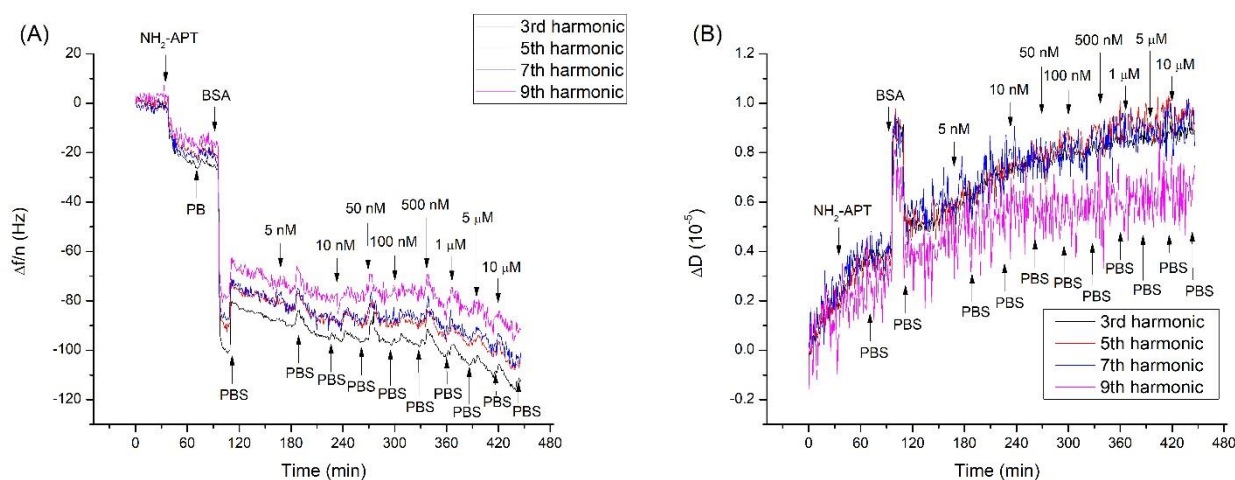 (A)
3rd harmonic
5th harmonic
7th harmonic
9th harmonic
NH₂-APT
BSA
PB
5 nM
10 nM
50 nM
100 nM
500 nM
1 μM
5 μM
10 μM
PBS
PBS
PBS
PBS
PBS
PBS
PBS
PBS
PBS
PBS
20
0
-20
-40
-60
-80
-100
-120
Δf/n (Hz)
0 60 120 180 240 300 360 420 480
Time (min)
(B)
NH₂-APT
BSA
5 nM
10 nM
50 nM
100 nM
500 nM
1 μM
5 μM
10 μM
PBS
PBS
PBS
PBS
PBS
PBS
PBS
PBS
PBS
PBS
3rd harmonic
5th harmonic
7th harmonic
9th harmonic
1.2
1.0
0.8
0.6
0.4
0.2
0.0
-0.2
ΔD (10⁻⁵)
0 60 120 180 240 300 360 420 480
Time (min)